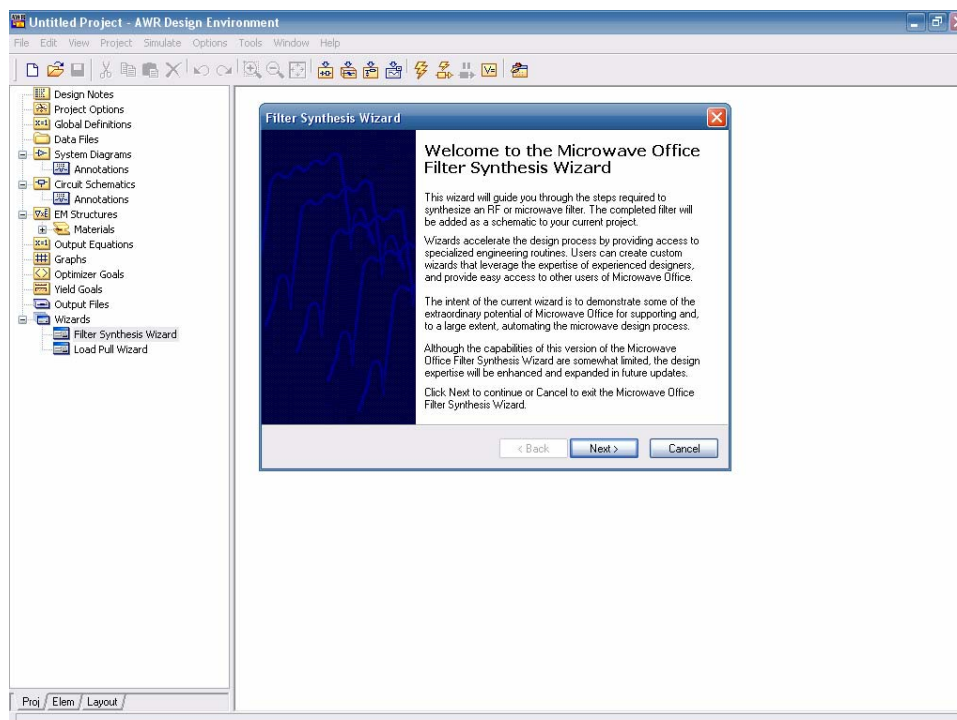 Untitled Project - AWR Design Environment
File Edit View Project Simulate Options Tools Window Help
Design Notes
Project Options
Global Definitions
Data Files
System Diagrams
Annotations
Circuit Schematics
Annotations
EM Structures
Materials
Output Equations
Graphs
Optimizer Goals
Yield Goals
Output Files
Wizards
Filter Synthesis Wizard
Load Pull Wizard
Filter Synthesis Wizard
Welcome to the Microwave Office
Filter Synthesis Wizard
This wizard will guide you through the steps required to
synthesize an RF or microwave filter. The completed filter will
be added as a schematic to your current project.
Wizards accelerate the design process by providing access to
specialized engineering routines. Users can create custom
wizards that leverage the expertise of experienced designers,
and provide easy access to other users of Microwave Office.
The intent of the current wizard is to demonstrate some of the
extraordinary potential of Microwave Office for supporting and,
to a large extent, automating the microwave design process.
Although the capabilities of this version of the Microwave
Office Filter Synthesis Wizard are somewhat limited, the design
expertise will be enhanced and expanded in future updates.
Click Next to continue or Cancel to exit the Microwave Office
Filter Synthesis Wizard.
< Back Next > Cancel
Proj Elem Layout